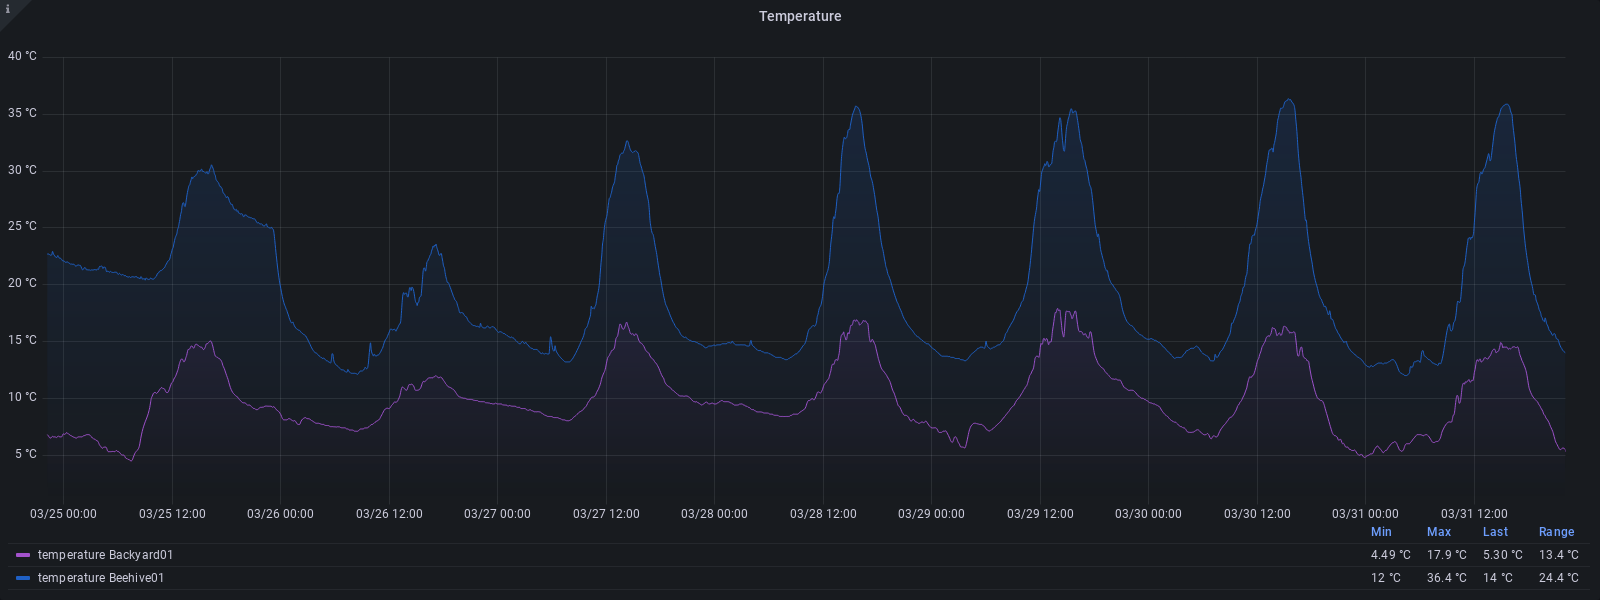 i
Temperature
40 °C
35 °C
30 °C
25 °C
20 °C
15 °C
10 °C
5 °C
03/25 00:00 03/25 12:00 03/26 00:00 03/26 12:00 03/27 00:00 03/27 12:00 03/28 00:00 03/28 12:00 03/29 00:00 03/29 12:00 03/30 00:00 03/30 12:00 03/31 00:00 03/31 12:00
Min Max Last Range
temperature Backyard01 4.49 °C 17.9 °C 5.30 °C 13.4 °C
temperature Beehive01 12 °C 36.4 °C 14 °C 24.4 °C